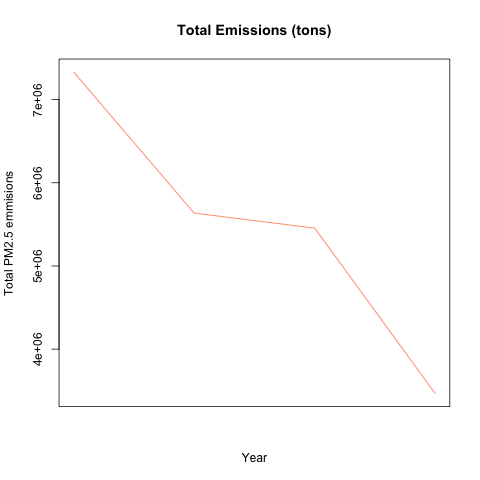 Total Emissions (tons)
Total PM2.5 emmisions
7e+06
6e+06
5e+06
4e+06
Year